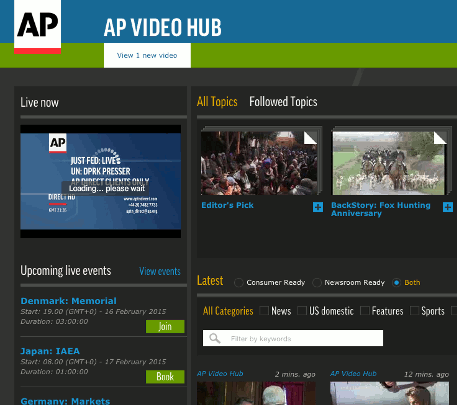 AP
AP VIDEO HUB
View 1 new video
Live now
All Topics
Followed Topics
AP
JUST FED: LIVE:
UN: DPRK PRESSER
AP DIRECT CLIENTS ONLY
Loading... please wait
Editor's Pick
BackStory: Fox Hunting
Anniversary
Upcoming live events
View events
Denmark: Memorial
Start: 19.00 (GMT+0) - 16 February 2015
Duration: 03:00:00
Join
Japan: IAEA
Start: 08.00 (GMT+0) - 17 February 2015
Duration: 01:00:00
Book
Germany: Markets
Latest
Consumer Ready
Newsroom Ready
Both
All Categories
News
US domestic
Features
Sports
Filter by keywords
AP Video Hub
2 mins. ago
AP Video Hub
12 mins. ago